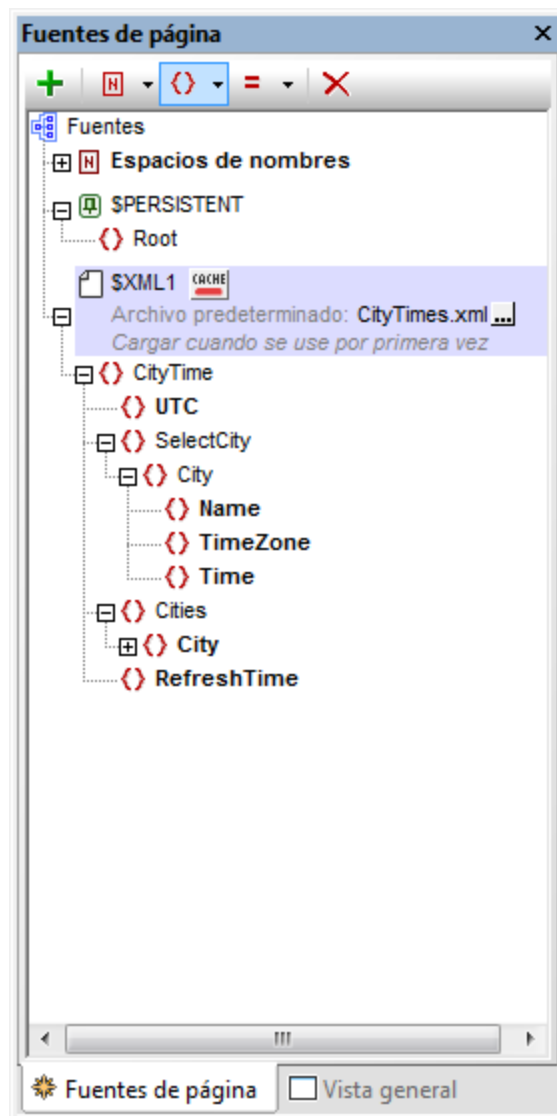 Fuentes de página
Fuentes
Espacios de nombres
$PERSISTENT
Root
$XML1 CACHE
Archivo predeterminado: CityTimes.xml ...
Cargar cuando se use por primera vez
CityTime
UTC
SelectCity
City
Name
TimeZone
Time
Cities
City
RefreshTime
Fuentes de página Vista general